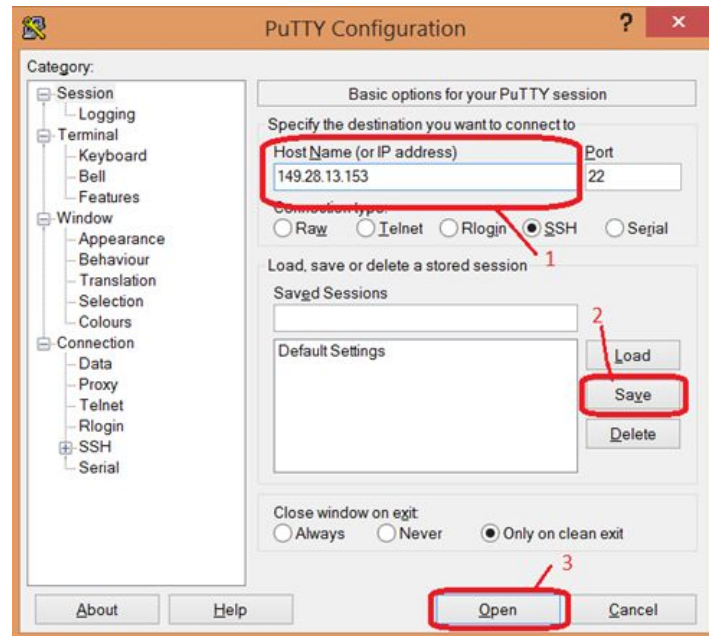 PuTTY Configuration
?
×
Category:
Session
Logging
Terminal
Keyboard
Bell
Features
Window
Appearance
Behaviour
Translation
Selection
Colours
Connection
Data
Proxy
Telnet
Rlogin
SSH
Serial
Basic options for your PuTTY session
Specify the destination you want to connect to
Host Name (or IP address)
Port
149.28.13.153
22
Connection type:
Raw Telnet Rlogin SSH Serial
1
Load, save or delete a stored session
Saved Sessions
2
Default Settings
Load
Save
Delete
Close window on exit:
Always Never Only on clean exit
3
About Help Open Cancel